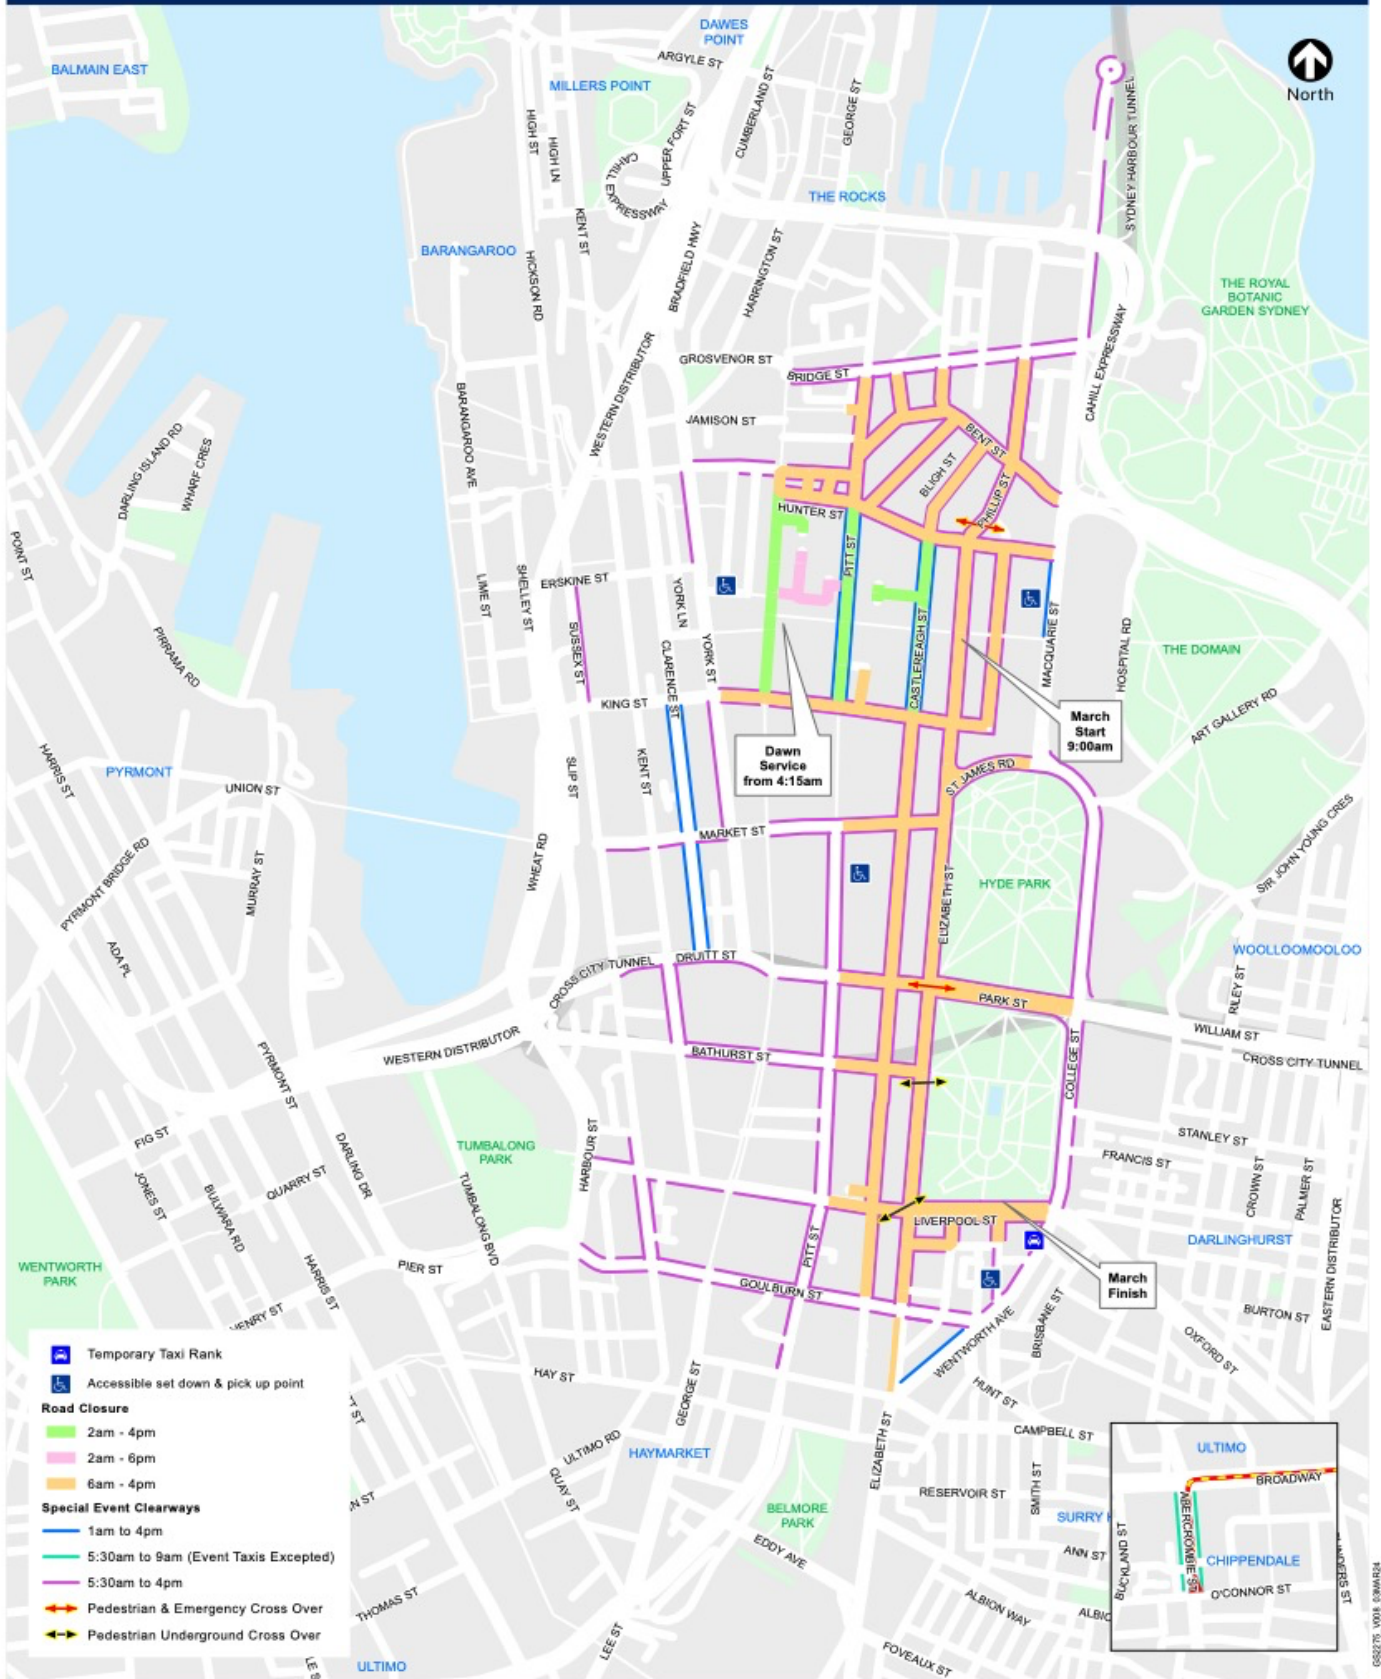 DAWES
POINT
ARGYLE ST
BALMAIN EAST
MILLERS POINT
North
HIGH ST
HIGH LN
UPPER FORT ST
CUMBERLAND ST
GEORGE ST
SYDNEY HARBOUR TUNNEL
CAHILL EXPRESSWAY
THE ROCKS
KENT ST
BARANGAROO
HICKSON RD
BRADFIELD HWY
HARRINGTON ST
THE ROYAL
BOTANIC
GARDEN SYDNEY
CAHILL EXPRESSWAY
WESTERN DISTRIBUTOR
GROSVENOR ST
BRIDGE ST
BARANGAROO AVE
JAMISON ST
DARLING ISLAND RD
WHARF CRES
BENT ST
BLIGH ST
PHILLIP ST
HUNTER ST
POINT ST
PITT ST
LIME ST
SHELLEY ST
ERSKINE ST
YORK LN
SUSSEX ST
CLARENCE ST
YORK ST
CASTLEREAGH ST
MACQUARIE ST
HOSPITAL RD
THE DOMAIN
PIRRAMA RD
KING ST
ART GALLERY RD
March
Start
9:00am
Dawn
Service
from 4:15am
HARRIS ST
PYRMONT
UNION ST
SLIP ST
KENT ST
ST JAMES RD
MARKET ST
SIR JOHN YOUNG CRES
PYRMONT BRIDGE RD
MURRAY ST
WHEAT RD
ELIZABETH ST
HYDE PARK
ADA PL
WOOLLOOMOOLOO
CROSS CITY TUNNEL
DRUITT ST
PARK ST
RILEY ST
WILLIAM ST
CROSS CITY TUNNEL
WESTERN DISTRIBUTOR
BATHURST ST
COLLEGE ST
PYRMONT ST
FIG ST
DARLING DR
TUMBALONG
PARK
HARBOUR ST
STANLEY ST
FRANCIS ST
CROWN ST
PALMER ST
JONES ST
BULWARA RD
QUARRY ST
TUMBALONG BVD
LIVERPOOL ST
DARLINGHURST
EASTERN DISTRIBUTOR
WENTWORTH
PARK
HARRIS ST
PIER ST
PITT ST
GOULBURN ST
March
Finish
HENRY ST
WENTWORTH AVE
BRISBANE ST
BURTON ST
OXFORD ST
Temporary Taxi Rank
Accessible set down & pick up point
Road Closure
2am - 4pm
2am - 6pm
6am - 4pm
Special Event Clearways
1am to 4pm
5:30am to 9am (Event Taxis Excepted)
5:30am to 4pm
Pedestrian & Emergency Cross Over
Pedestrian Underground Cross Over
HAY ST
GEORGE ST
HUNT ST
CAMPBELL ST
ULTIMO RD
HAYMARKET
ELIZABETH ST
QUAY ST
RESERVOIR ST
SMITH ST
BELMORE
PARK
SURRY H
EDDY AVE
ANN ST
THOMAS ST
ALBION WAY
ALBIC
LEE ST
FOVEAUX ST
ULTIMO
ULTIMO
BROADWAY
ABERCROMBIE ST
BUCKLAND ST
CHIPPENDALE
O'CONNOR ST
GS2275 V008 03MAR24